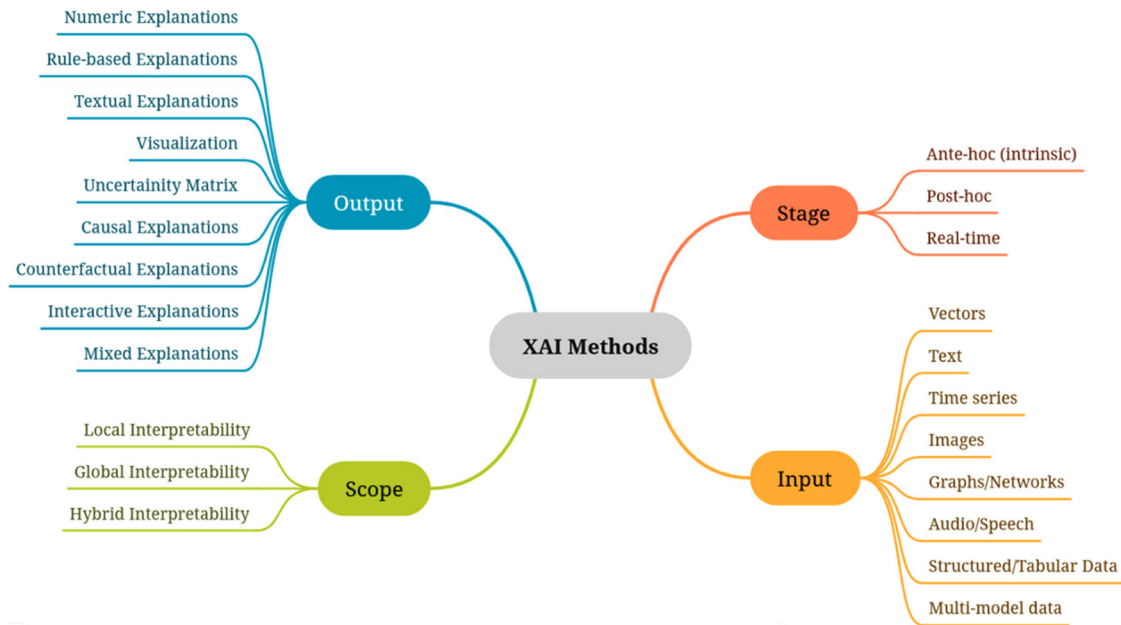 Numeric Explanations
Rule-based Explanations
Textual Explanations
Visualization
Uncertainity Matrix
Causal Explanations
Counterfactual Explanations
Interactive Explanations
Mixed Explanations
Output
Local Interpretability
Global Interpretability
Hybrid Interpretability
Scope
XAI Methods
Stage
Ante-hoc (intrinsic)
Post-hoc
Real-time
Input
Vectors
Text
Time series
Images
Graphs/Networks
Audio/Speech
Structured/Tabular Data
Multi-model data